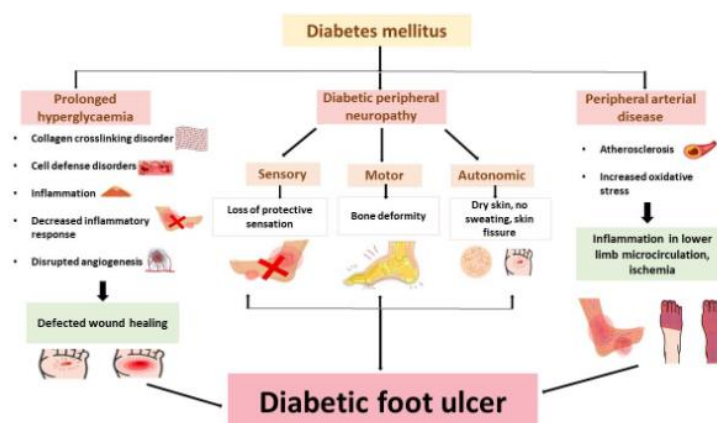 Diabetes mellitus
Prolonged
hyperglycaemia
• Collagen crosslinking disorder
• Cell defense disorders
• Inflammation
• Decreased inflammatory
response
• Disrupted angiogenesis
Defected wound healing
Diabetic peripheral
neuropathy
Sensory
Loss of protective
sensation
Motor
Bone deformity
Autonomic
Dry skin, no
sweating, skin
fissure
Peripheral arterial
disease
• Atherosclerosis
• Increased oxidative
stress
Inflammation in lower
limb microcirculation,
ischemia
Diabetic foot ulcer